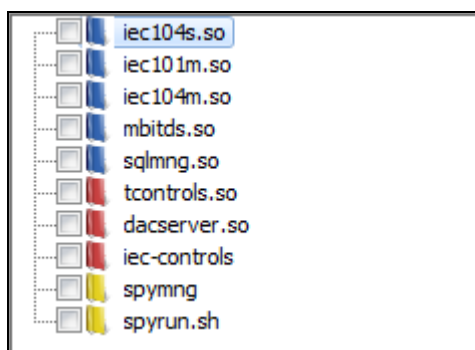 iec104s.so
iec101m.so
iec104m.so
mbitds.so
sqlmng.so
tcontrols.so
dacserver.so
iec-controls
spymng
spyrun.sh